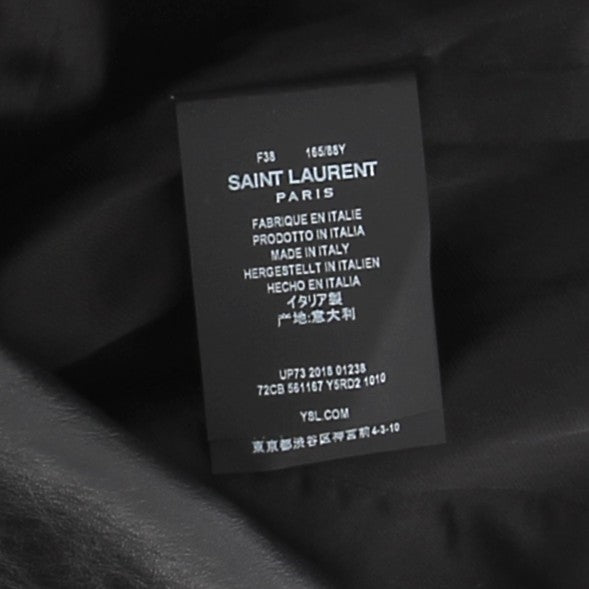 F38 165/88Y
SAINT LAURENT
PARIS
FABRIQUE EN ITALIE
PRODOTTO IN ITALIA
MADE IN ITALY
HERGESTELLT IN ITALIEN
HECHO EN ITALIA
イタリア製
产地:意大利
UP73 2018 01238
72CB 561167 Y5RD2 1010
YSL.COM
東京都渋谷区神宮前4-3-10